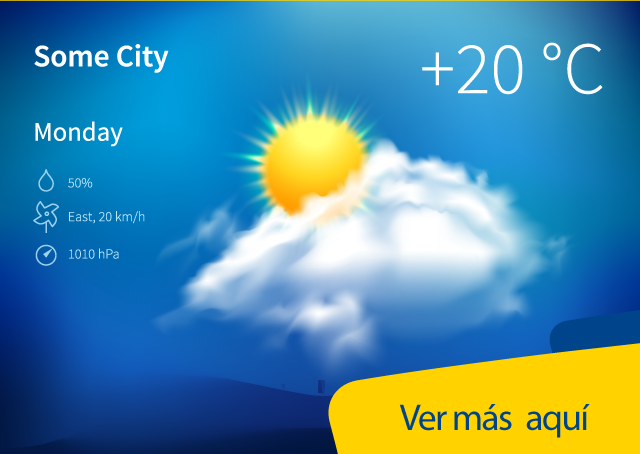 Some City
+20 °C
Monday
50%
East, 20 km/h
1010 hPa
Ver más aquí